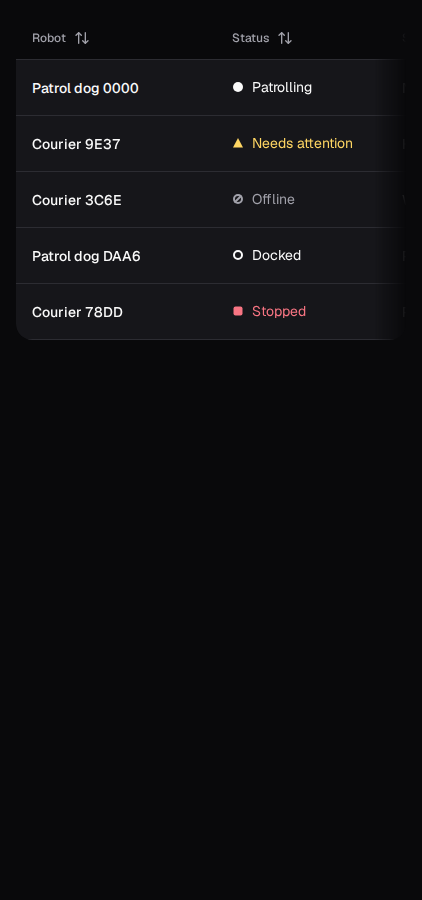 Robot Status
Patrol dog 0000 Patrolling
Courier 9E37 Needs attention
Courier 3C6E Offline
Patrol dog DAA6 Docked
Courier 78DD Stopped